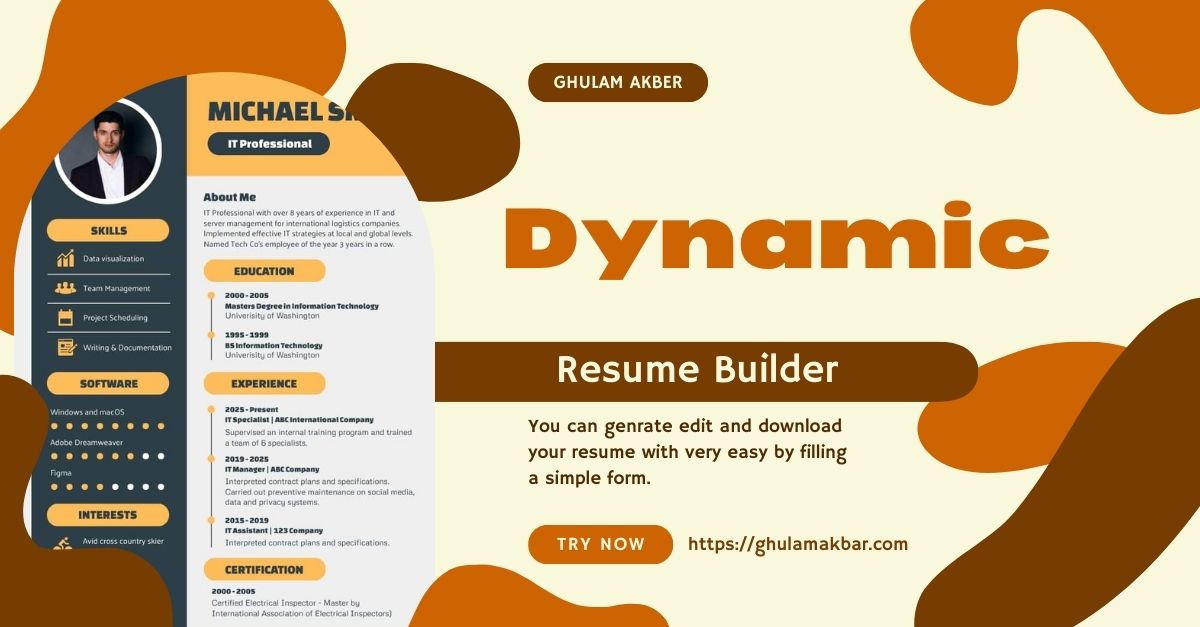 MICHAEL
IT Professional
SKILLS
Data visualization
Team Management
Project Scheduling
Writing & Documentation
SOFTWARE
Windows and macOS
Adobe Dreamweaver
Figma
INTERESTS
Avid cross country skier
About Me
IT Professional with over 8 years of experience in IT and
server management for international logistics companies.
Implemented effective IT strategies at local and global levels.
Named Tech Co's employee of the year 3 years in a row.
EDUCATION
2000 - 2005
Masters Degree in Information Technology
Univerisity of Washington
1995 - 1999
BS Information Technology
Univerisity of Washington
EXPERIENCE
2025 - Present
IT Specialist | ABC International Company
Supervised an internal training program and trained
a team of 6 specialists.
2019 - 2025
IT Manager | ABC Company
Interpreted contract plans and specifications.
Carried out preventive maintenance on social media,
data and privacy systems.
2015 - 2019
IT Assistant | 123 Company
Interpreted contract plans and specifications.
CERTIFICATION
2000 - 2005
Certified Electrical Inspector - Master by
International Association of Electrical Inspectors)
GHULAM AKBER
Dynamic
Resume Builder
You can genrate edit and download
your resume with very easy by filling
a simple form.
TRY NOW
https://ghulamakbar.com